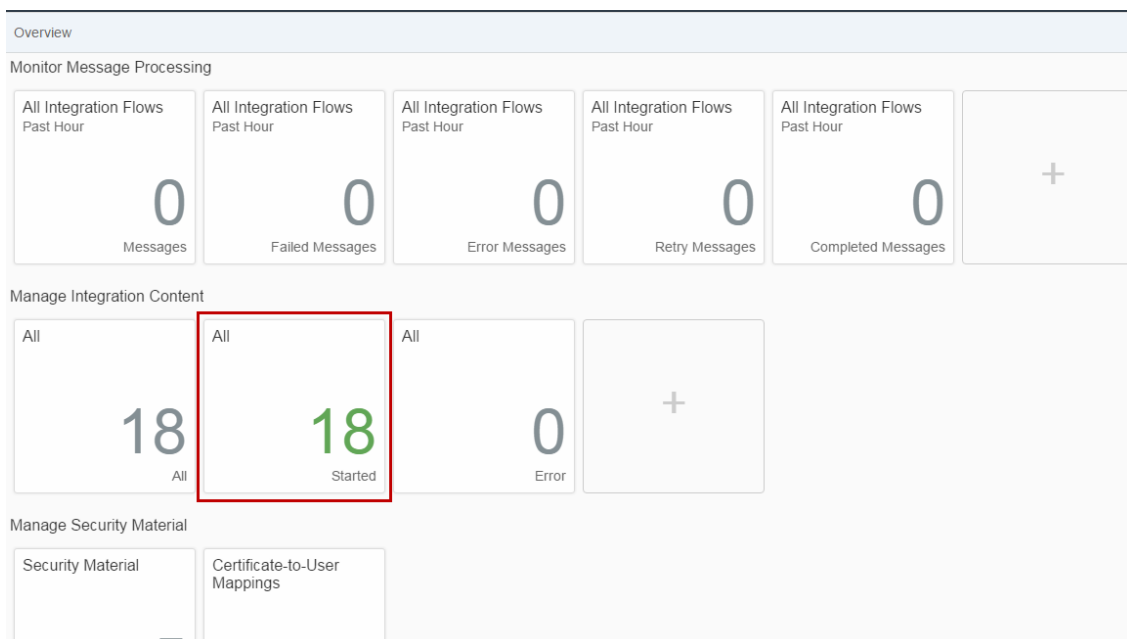 Overview
Monitor Message Processing
All Integration Flows
Past Hour
0
Messages
All Integration Flows
Past Hour
0
Failed Messages
All Integration Flows
Past Hour
0
Error Messages
All Integration Flows
Past Hour
0
Retry Messages
All Integration Flows
Past Hour
0
Completed Messages
+
Manage Integration Content
All
18
All
All
18
Started
All
0
Error
+
Manage Security Material
Security Material
Certificate-to-User
Mappings